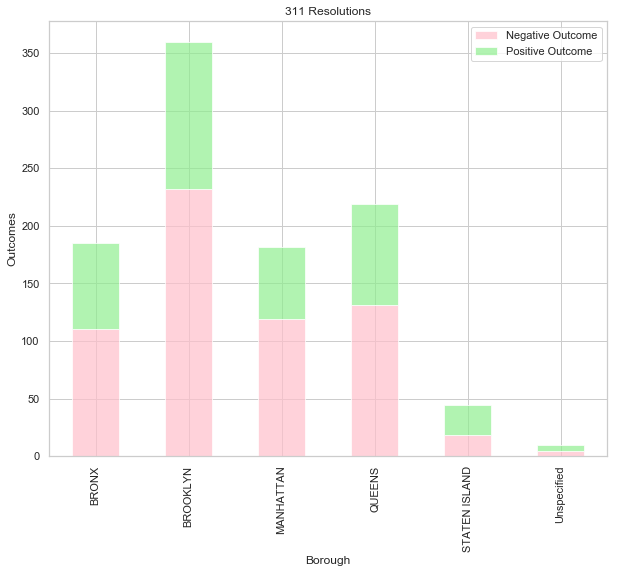 311 Resolutions
Negative Outcome
Positive Outcome
350
300
250
200
150
100
50
0
Outcomes
BRONX
BROOKLYN
MANHATTAN
QUEENS
STATEN ISLAND
Unspecified
Borough